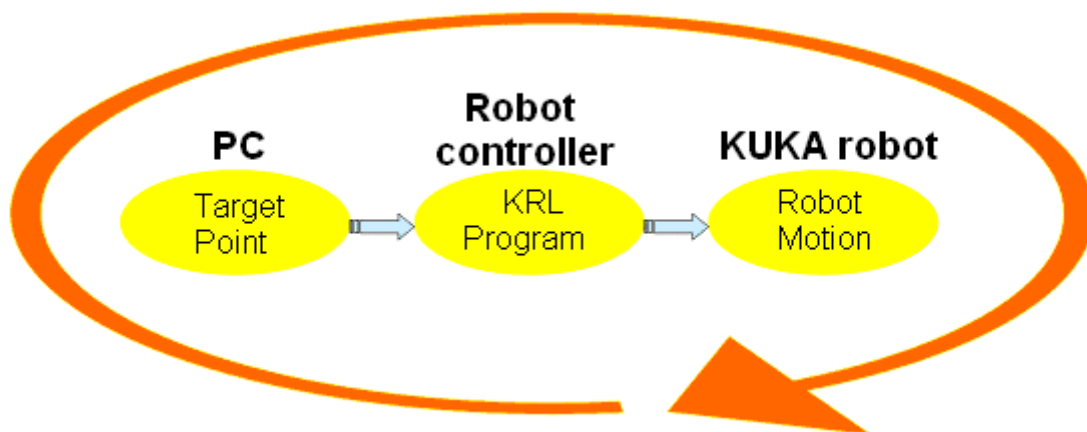 PC
Robot
controller
KUKA robot
Target
Point
KRL
Program
Robot
Motion